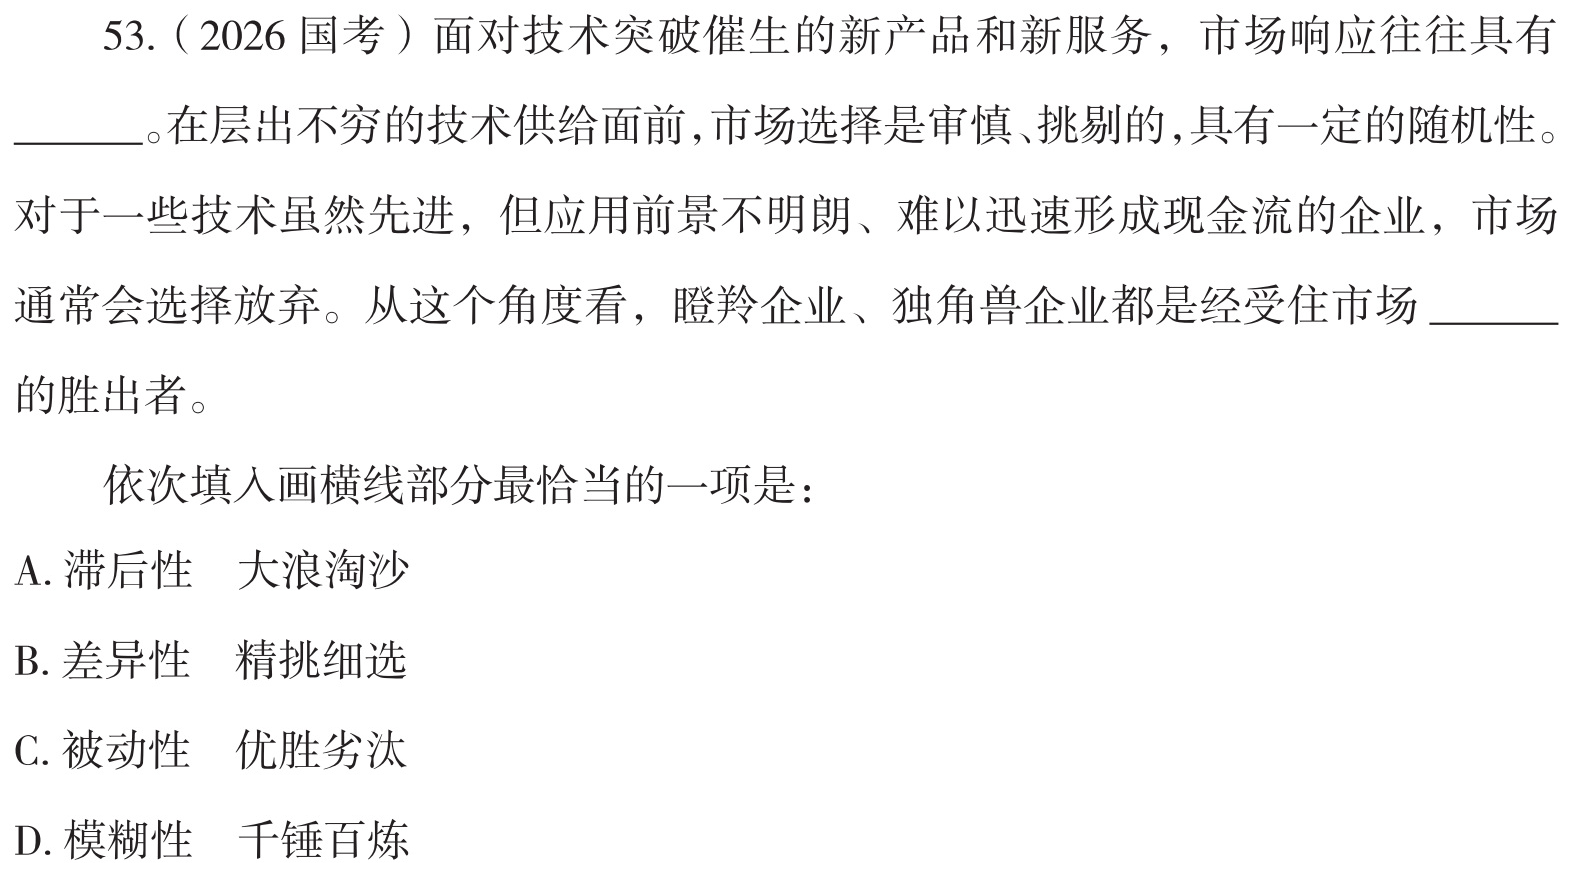 53.（2026 国考）面对技术突破催生的新产品和新服务，市场响应往往具有
______。在层出不穷的技术供给面前，市场选择是审慎、挑剔的，具有一定的随机性。
对于一些技术虽然先进，但应用前景不明朗、难以迅速形成现金流的企业，市场
通常会选择放弃。从这个角度看，瞪羚企业、独角兽企业都是经受住市场 ______
的胜出者。
依次填入画横线部分最恰当的一项是：
A. 滞后性　大浪淘沙
B. 差异性　精挑细选
C. 被动性　优胜劣汰
D. 模糊性　千锤百炼